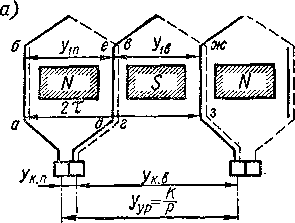 а)
б y₁п е в y₁в ж
N S N
2τ
а д г з
yк.п yк.в
yур=K/p